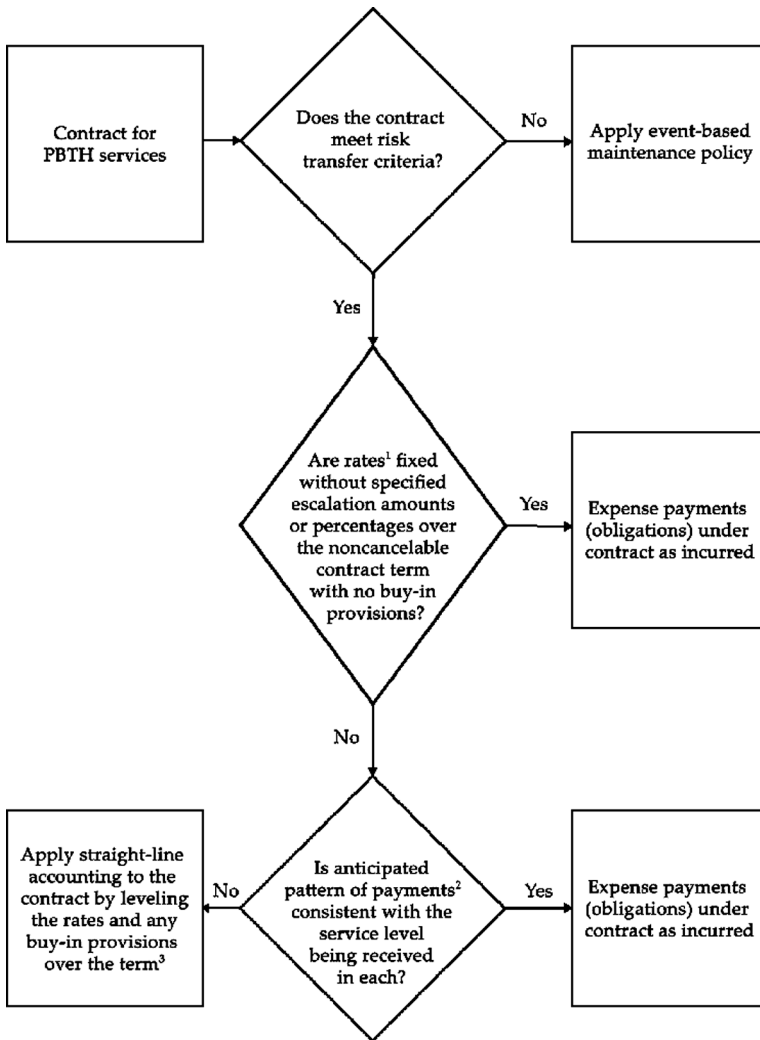 Contract for
PBTH services
Does the contract
meet risk
transfer criteria?
No
Apply event-based
maintenance policy
Yes
Are rates¹ fixed
without specified
escalation amounts
or percentages over
the noncancelable
contract term
with no buy-in
provisions?
Yes
Expense payments
(obligations) under
contract as incurred
No
Apply straight-line
accounting to the
contract by leveling
the rates and any
buy-in provisions
over the term³
No
Is anticipated
pattern of payments²
consistent with the
service level
being received
in each?
Yes
Expense payments
(obligations) under
contract as incurred